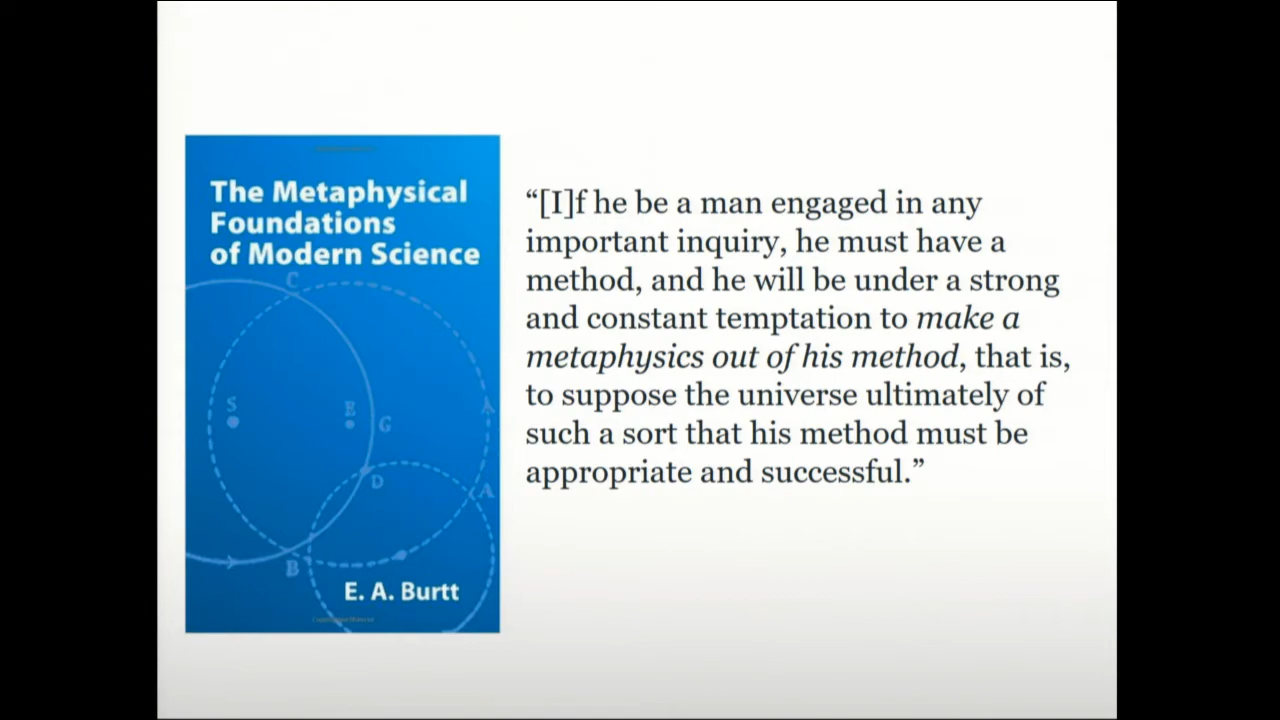 The Metaphysical
Foundations
of Modern Science
C
S
E
G
A
D
A
B
E. A. Burtt
“[I]f he be a man engaged in any
important inquiry, he must have a
method, and he will be under a strong
and constant temptation to make a
metaphysics out of his method, that is,
to suppose the universe ultimately of
such a sort that his method must be
appropriate and successful.”